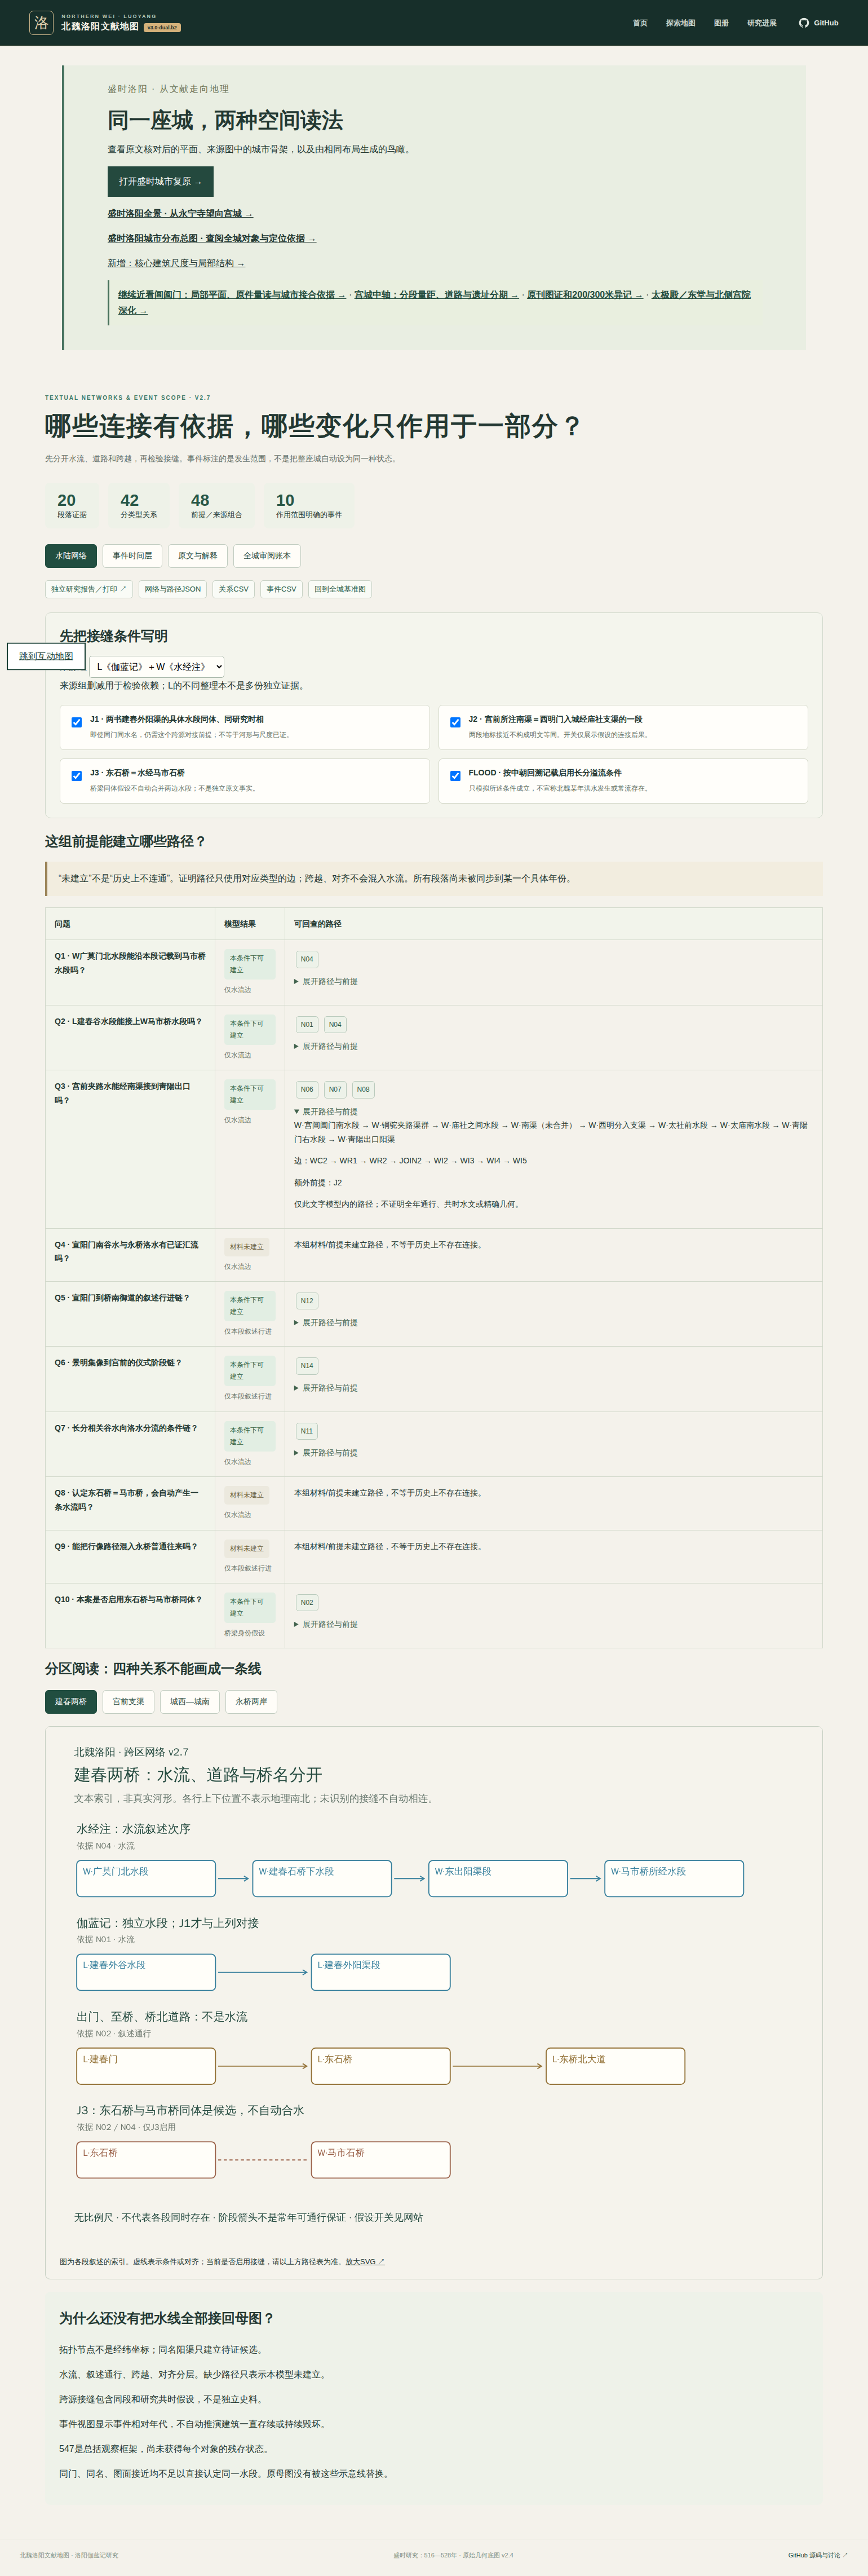 洛
NORTHERN WEI · LUOYANG
北魏洛阳文献地图 v3.0-dual.b2
首页 探索地图 图册 研究进展 GitHub
盛时洛阳 · 从文献走向地理
同一座城，两种空间读法
查看原文核对后的平面、来源图中的城市骨架，以及由相同布局生成的鸟瞰。
打开盛时城市复原 →
盛时洛阳全景 · 从永宁寺望向宫城 →
盛时洛阳城市分布总图 · 查阅全城对象与定位依据 →
新增：核心建筑尺度与局部结构 →
继续近看阊阖门：局部平面、原件量读与城市接合依据 → · 宫城中轴：分段量距、道路与遗址分期 → · 原刊图证和200/300米异记 → · 太极殿／东堂与北侧宫院
深化 →
TEXTUAL NETWORKS & EVENT SCOPE · V2.7
哪些连接有依据，哪些变化只作用于一部分？
先分开水流、道路和跨越，再检验接缝。事件标注的是发生范围，不是把整座城自动设为同一种状态。
20 42 48 10
段落证据 分类型关系 前提／来源组合 作用范围明确的事件
水陆网络 事件时间层 原文与解释 全城审阅账本
独立研究报告／打印 ↗ 网络与路径JSON 关系CSV 事件CSV 回到全城基准图
先把接缝条件写明
跳到互动地图
L《伽蓝记》＋W《水经注》
来源组删减用于检验依赖；L的不同整理本不是多份独立证据。
J1 · 两书建春外阳渠的具体水段同体、同研究时相
即使同门同水名，仍需这个跨源对接前提；不等于河形与尺度已证。
J2 · 宫前所注南渠＝西明门入城经庙社支渠的一段
两段地标接近不构成明文等同。开关仅展示假设的连接后果。
J3 · 东石桥＝水经马市石桥
桥梁同体假设不自动合并两边水段；不是独立原文事实。
FLOOD · 按中朝回溯记载启用长分溢流条件
只模拟所述条件成立，不宣称北魏某年洪水发生或常流存在。
这组前提能建立哪些路径？
“未建立”不是“历史上不连通”。证明路径只使用对应类型的边；跨越、对齐不会混入水流。所有段落尚未被同步到某一个具体年份。
问题 模型结果 可回查的路径
Q1 · W广莫门北水段能沿本段记载到马市桥水段吗？
本条件下可建立
仅水流边
N04
▶ 展开路径与前提
Q2 · L建春谷水段能接上W马市桥水段吗？
本条件下可建立
仅水流边
N01 N04
▶ 展开路径与前提
Q3 · 宫前夹路水能经南渠接到青陽出口吗？
本条件下可建立
仅水流边
N06 N07 N08
▼ 展开路径与前提
W·宫阊阖门南水段 → W·铜驼夹路渠群 → W·庙社之间水段 → W·南渠（未合并） → W·西明分入支渠 → W·太社前水段 → W·太庙南水段 → W·青陽
门右水段 → W·青陽出口阳渠
边：WC2 → WR1 → WR2 → JOIN2 → WI2 → WI3 → WI4 → WI5
额外前提：J2
仅此文字模型内的路径；不证明全年通行、共时水文或精确几何。
Q4 · 宣阳门南谷水与永桥洛水有已证汇流吗？
材料未建立
仅水流边
本组材料/前提未建立路径，不等于历史上不存在连接。
Q5 · 宣阳门到桥南御道的叙述行进链？
本条件下可建立
仅本段叙述行进
N12
▶ 展开路径与前提
Q6 · 景明集像到宫前的仪式阶段链？
本条件下可建立
仅本段叙述行进
N14
▶ 展开路径与前提
Q7 · 长分相关谷水向洛水分流的条件链？
本条件下可建立
仅水流边
N11
▶ 展开路径与前提
Q8 · 认定东石桥＝马市桥，会自动产生一条水流吗？
材料未建立
仅水流边
本组材料/前提未建立路径，不等于历史上不存在连接。
Q9 · 能把行像路径混入永桥普通往来吗？
材料未建立
仅本段叙述行进
本组材料/前提未建立路径，不等于历史上不存在连接。
Q10 · 本案是否启用东石桥与马市桥同体？
本条件下可建立
桥梁身份假设
N02
▶ 展开路径与前提
分区阅读：四种关系不能画成一条线
建春两桥 宫前支渠 城西—城南 永桥两岸
北魏洛阳 · 跨区网络 v2.7
建春两桥：水流、道路与桥名分开
文本索引，非真实河形。各行上下位置不表示地理南北；未识别的接缝不自动相连。
水经注：水流叙述次序
依据 N04 · 水流
W·广莫门北水段 W·建春石桥下水段 W·东出阳渠段 W·马市桥所经水段
伽蓝记：独立水段；J1才与上列对接
依据 N01 · 水流
L·建春外谷水段 L·建春外阳渠段
出门、至桥、桥北道路：不是水流
依据 N02 · 叙述通行
L·建春门 L·东石桥 L·东桥北大道
J3：东石桥与马市桥同体是候选，不自动合水
依据 N02 / N04 · 仅J3启用
L·东石桥 W·马市石桥
无比例尺 · 不代表各段同时存在 · 阶段箭头不是常年可通行保证 · 假设开关见网站
图为各段叙述的索引。虚线表示条件或对齐；当前是否启用接缝，请以上方路径表为准。放大SVG ↗
为什么还没有把水线全部接回母图？
拓扑节点不是经纬坐标；同名阳渠只建立待证候选。
水流、叙述通行、跨越、对齐分层。缺少路径只表示本模型未建立。
跨源接缝包含同段和研究共时假设，不是独立史料。
事件视图显示事件相对年代，不自动推演建筑一直存续或持续毁坏。
547是总括观察框架，尚未获得每个对象的残存状态。
同门、同名、图面接近均不足以直接认定同一水段。原母图没有被这些示意线替换。
北魏洛阳文献地图 · 洛阳伽蓝记研究 盛时研究：516—528年 · 原始几何底图 v2.4 GitHub 源码与讨论 ↗